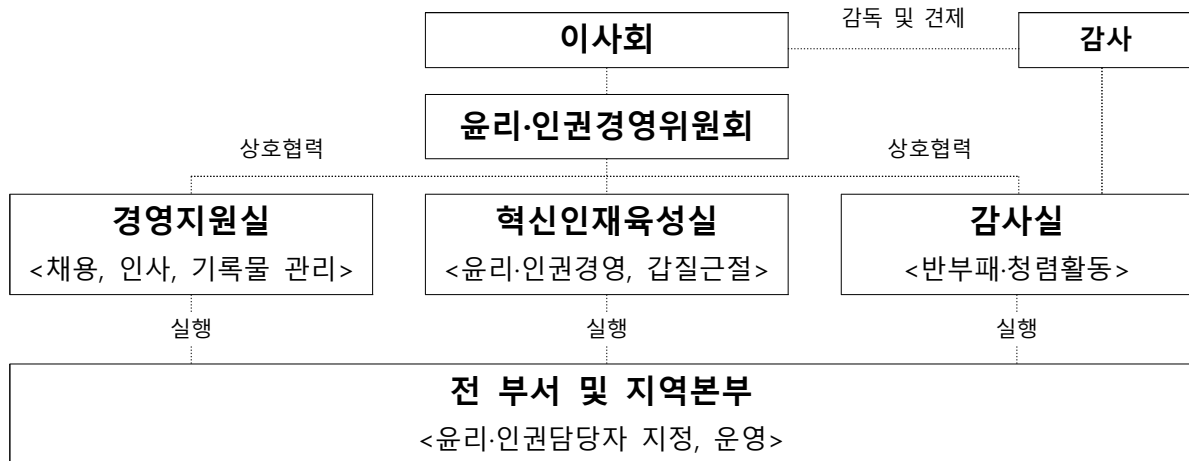 이사회
감독 및 견제
감사
윤리·인권경영위원회
상호협력
상호협력
경영지원실
<채용, 인사, 기록물 관리>
혁신인재육성실
<윤리·인권경영, 갑질근절>
감사실
<반부패·청렴활동>
실행
실행
실행
전 부서 및 지역본부
<윤리·인권담당자 지정, 운영>